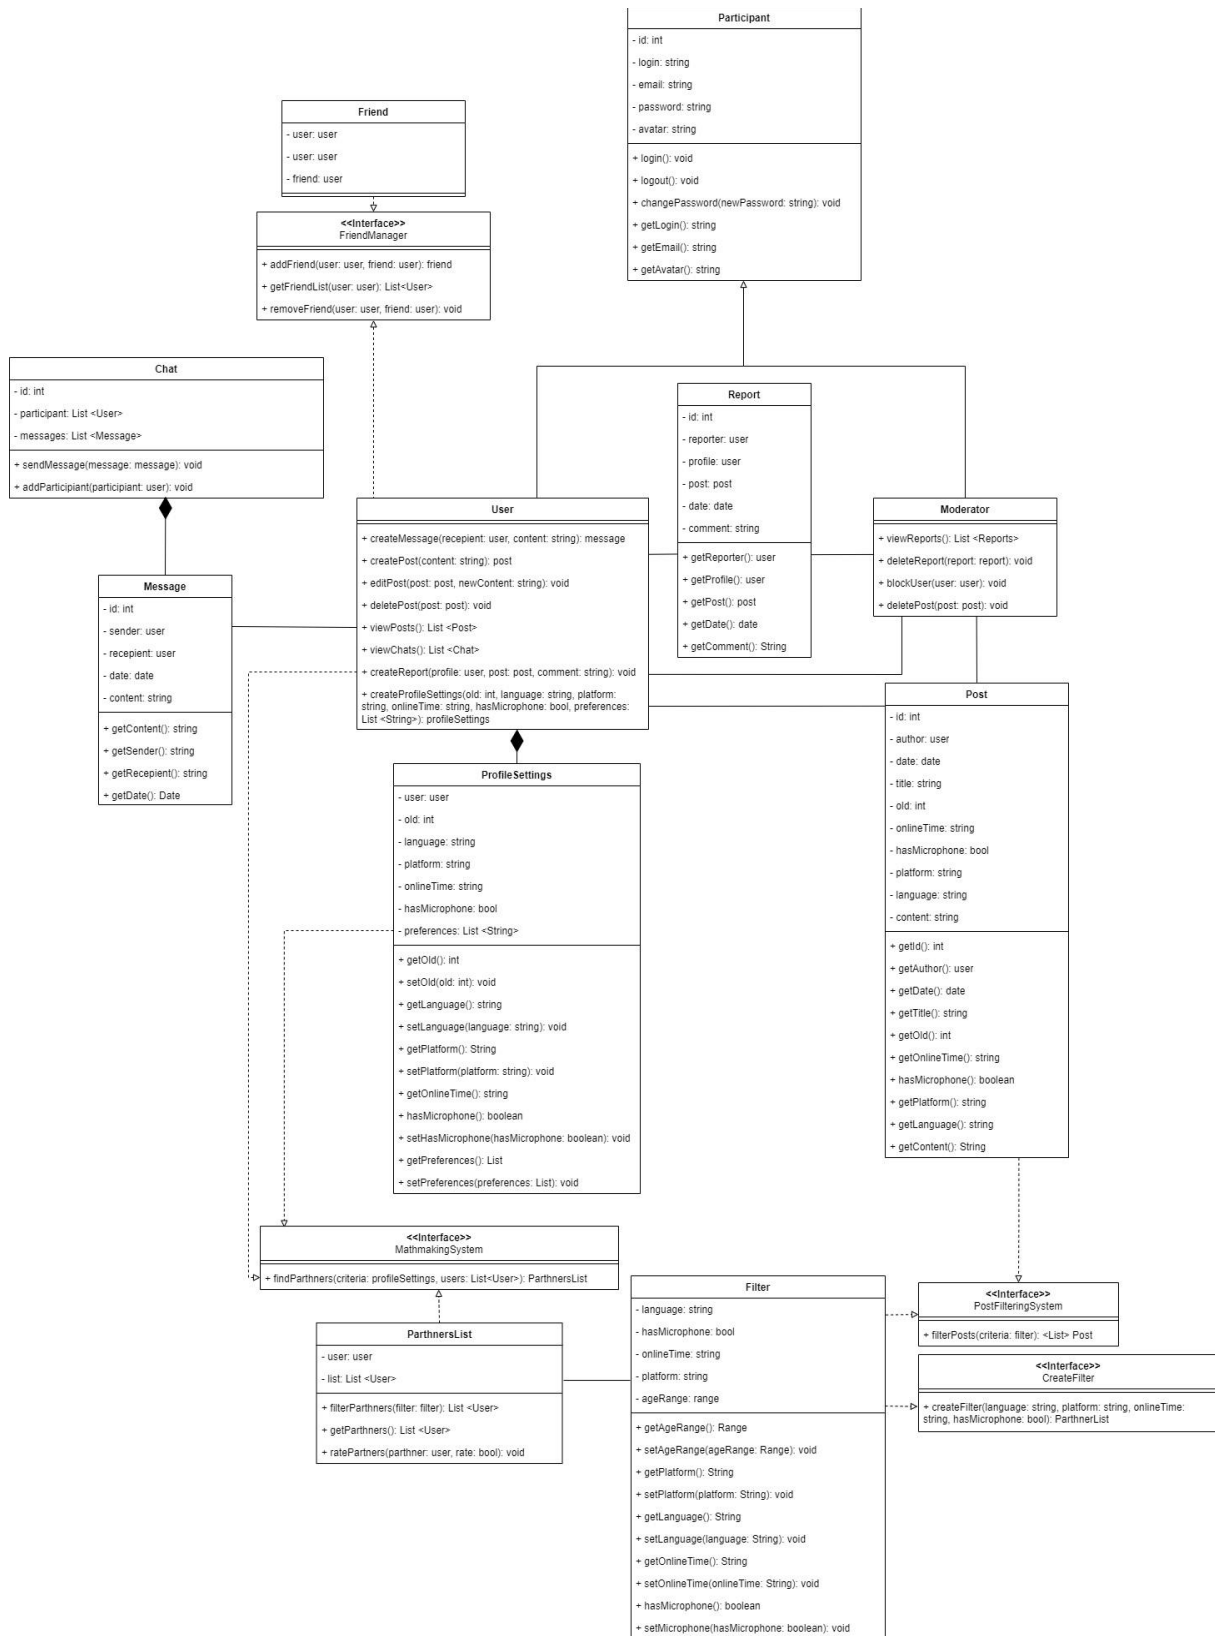 Participant
- id: int
- login: string
- email: string
- password: string
- avatar: string
+ login(): void
+ logout(): void
+ changePassword(newPassword: string): void
+ getLogin(): string
+ getEmail(): string
+ getAvatar(): string
Friend
- user: user
- user: user
- friend: user
<<Interface>>
FriendManager
+ addFriend(user: user, friend: user): friend
+ getFriendList(user: user): List<User>
+ removeFriend(user: user, friend: user): void
Chat
- id: int
- participant: List <User>
- messages: List <Message>
+ sendMessage(message: message): void
+ addParticipiant(participiant: user): void
Report
- id: int
- reporter: user
- profile: user
- post: post
- date: date
- comment: string
+ getReporter(): user
+ getProfile(): user
+ getPost(): post
+ getDate(): date
+ getComment(): String
User
+ createMessage(recepient: user, content: string): message
+ createPost(content: string): post
+ editPost(post: post, newContent: string): void
+ deletePost(post: post): void
+ viewPosts(): List <Post>
+ viewChats(): List <Chat>
+ createReport(profile: user, post: post, comment: string): void
+ createProfileSettings(old: int, language: string, platform:
string, onlineTime: string, hasMicrophone: bool, preferences:
List <String>): profileSettings
Moderator
+ viewReports(): List <Reports>
+ deleteReport(report: report): void
+ blockUser(user: user): void
+ deletePost(post: post): void
Message
- id: int
- sender: user
- recepient: user
- date: date
- content: string
+ getContent(): string
+ getSender(): string
+ getRecepient(): string
+ getDate(): Date
Post
- id: int
- author: user
- date: date
- title: string
- old: int
- onlineTime: string
- hasMicrophone: bool
- platform: string
- language: string
- content: string
+ getId(): int
+ getAuthor(): user
+ getDate(): date
+ getTitle(): string
+ getOld(): int
+ getOnlineTime(): string
+ hasMicrophone(): boolean
+ getPlatform(): string
+ getLanguage(): string
+ getContent(): String
ProfileSettings
- user: user
- old: int
- language: string
- platform: string
- onlineTime: string
- hasMicrophone: bool
- preferences: List <String>
+ getOld(): int
+ setOld(old: int): void
+ getLanguage(): string
+ setLanguage(language: string): void
+ getPlatform(): String
+ setPlatform(platform: string): void
+ getOnlineTime(): string
+ hasMicrophone(): boolean
+ setHasMicrophone(hasMicrophone: boolean): void
+ getPreferences(): List
+ setPreferences(preferences: List): void
<<Interface>>
MathmakingSystem
+ findParthners(criteria: profileSettings, users: List<User>): ParthnersList
ParthnersList
- user: user
- list: List <User>
+ filterParthners(filter: filter): List <User>
+ getParthners(): List <User>
+ ratePartners(parthner: user, rate: bool): void
Filter
- language: string
- hasMicrophone: bool
- onlineTime: string
- platform: string
- ageRange: range
+ getAgeRange(): Range
+ setAgeRange(ageRange: Range): void
+ getPlatform(): String
+ setPlatform(platform: String): void
+ getLanguage(): String
+ setLanguage(language: String): void
+ getOnlineTime(): String
+ setOnlineTime(onlineTime: String): void
+ hasMicrophone(): boolean
+ setMicrophone(hasMicrophone: boolean): void
<<Interface>>
PostFilteringSystem
+ filterPosts(criteria: filter): <List> Post
<<Interface>>
CreateFilter
+ createFilter(language: string, platform: string, onlineTime:
string, hasMicrophone: bool): ParthnerList